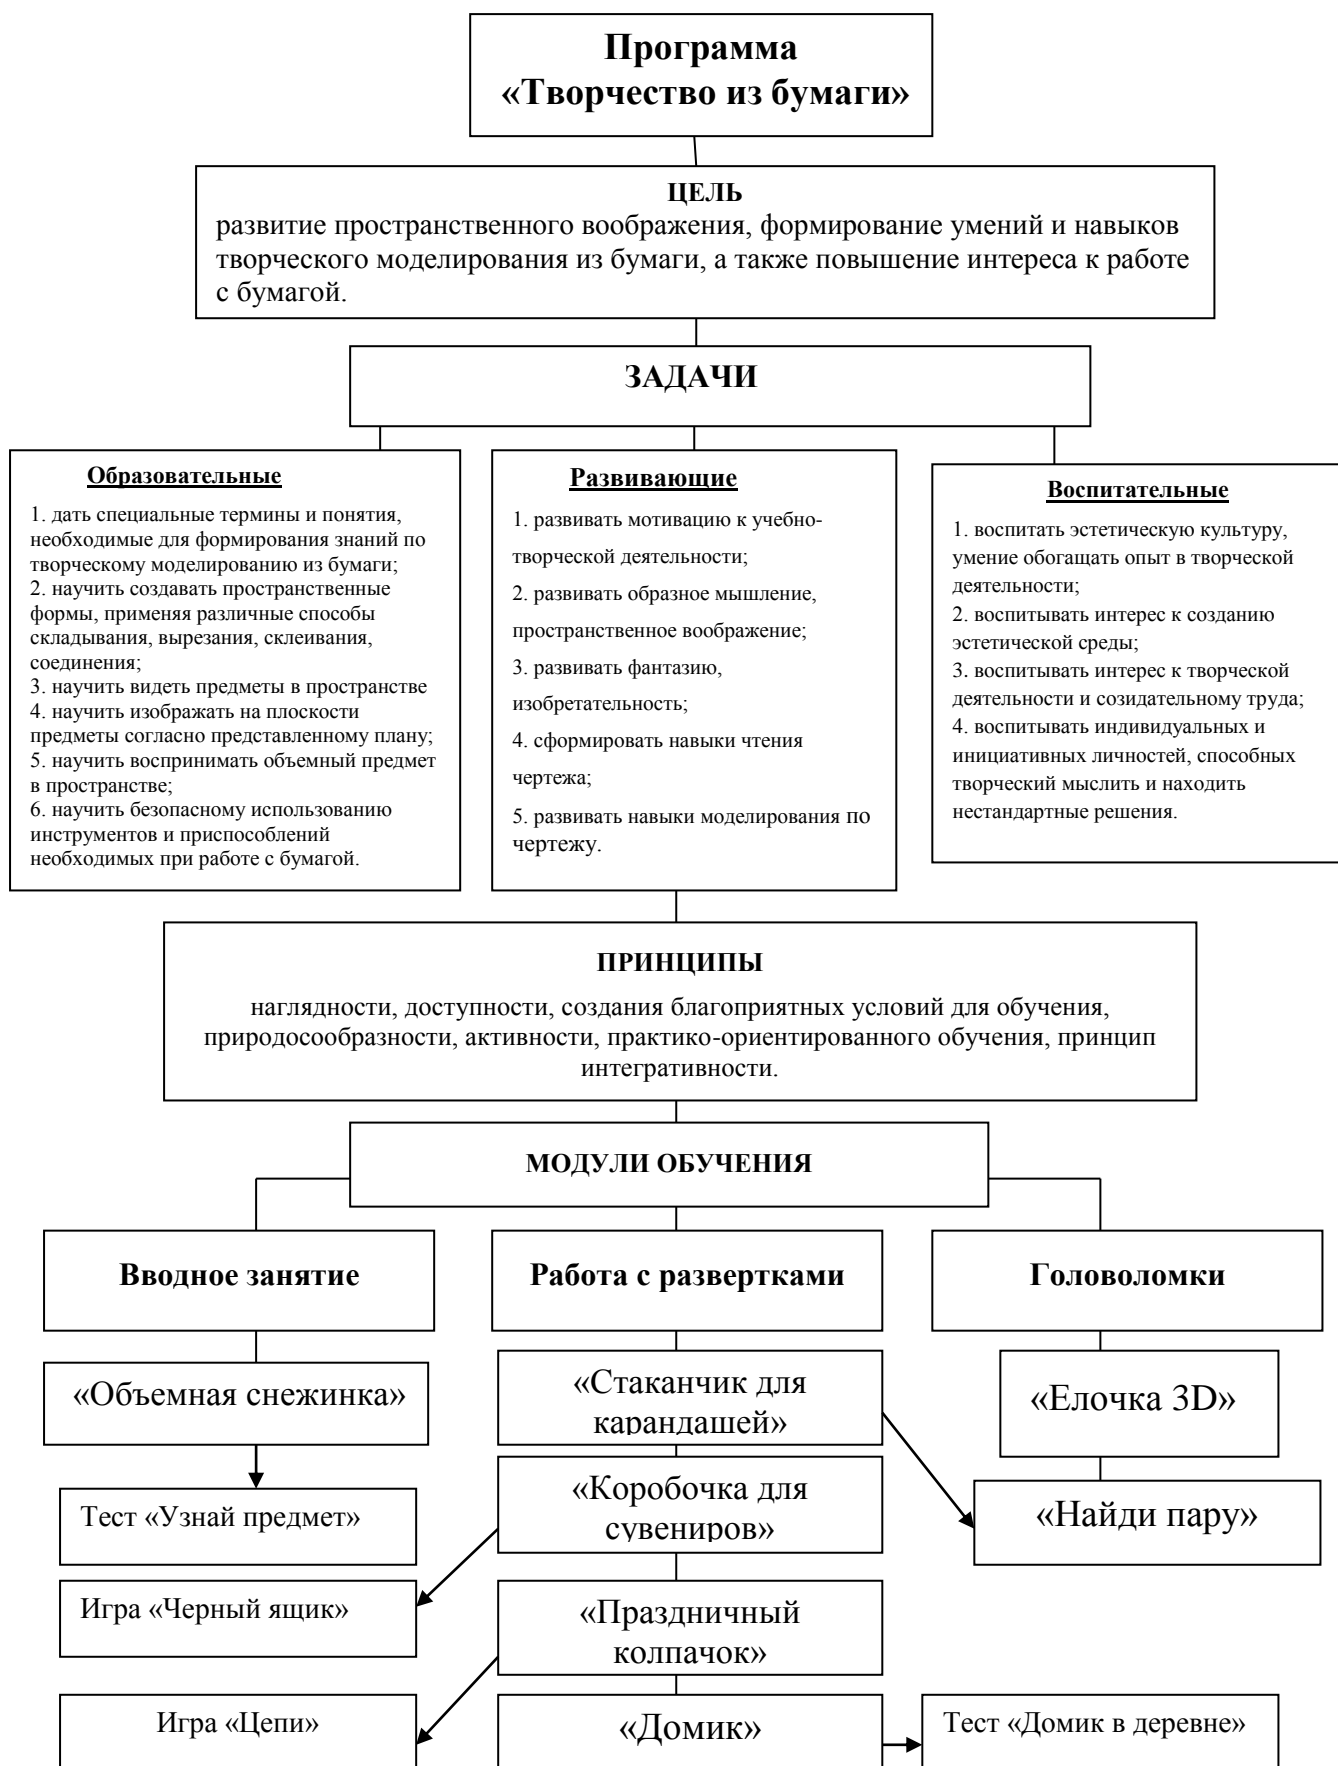 Программа
«Творчество из бумаги»
ЦЕЛЬ
развитие пространственного воображения, формирование умений и навыков
творческого моделирования из бумаги, а также повышение интереса к работе
с бумагой.
ЗАДАЧИ
Образовательные
1. дать специальные термины и понятия,
необходимые для формирования знаний по
творческому моделированию из бумаги;
2. научить создавать пространственные
формы, применяя различные способы
складывания, вырезания, склеивания,
соединения;
3. научить видеть предметы в пространстве
4. научить изображать на плоскости
предметы согласно представленному плану;
5. научить воспринимать объемный предмет
в пространстве;
6. научить безопасному использованию
инструментов и приспособлений
необходимых при работе с бумагой.
Развивающие
1. развивать мотивацию к учебно-
творческой деятельности;
2. развивать образное мышление,
пространственное воображение;
3. развивать фантазию,
изобретательность;
4. сформировать навыки чтения
чертежа;
5. развивать навыки моделирования по
чертежу.
Воспитательные
1. воспитать эстетическую культуру,
умение обогащать опыт в творческой
деятельности;
2. воспитывать интерес к созданию
эстетической среды;
3. воспитывать интерес к творческой
деятельности и созидательному труда;
4. воспитывать индивидуальных и
инициативных личностей, способных
творческий мыслить и находить
нестандартные решения.
ПРИНЦИПЫ
наглядности, доступности, создания благоприятных условий для обучения,
природосообразности, активности, практико-ориентированного обучения, принцип
интегративности.
МОДУЛИ ОБУЧЕНИЯ
Вводное занятие
Работа с развертками
Головоломки
«Объемная снежинка»
«Стаканчик для
карандашей»
«Елочка 3D»
Тест «Узнай предмет»
«Коробочка для
сувениров»
«Найди пару»
Игра «Черный ящик»
«Праздничный
колпачок»
Игра «Цепи»
«Домик»
Тест «Домик в деревне»